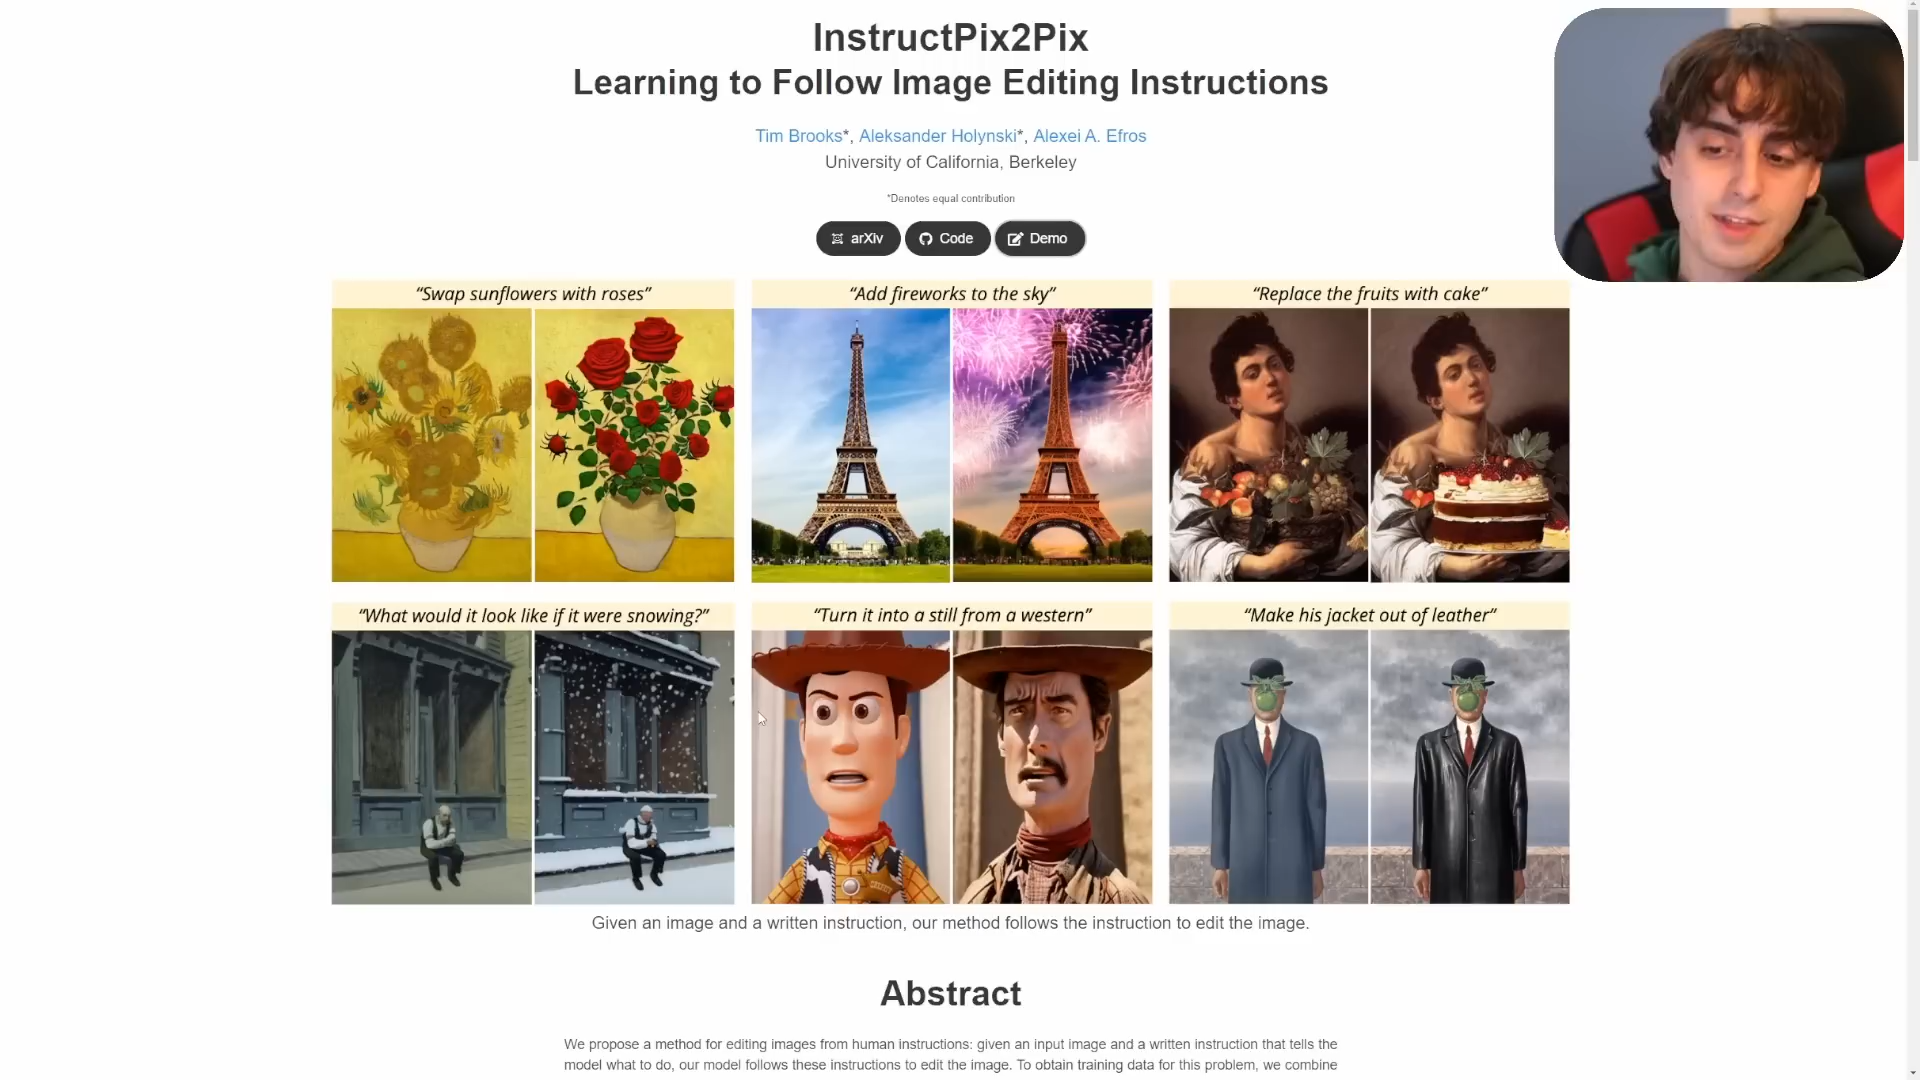 InstructPix2Pix
Learning to Follow Image Editing Instructions
Tim Brooks*, Aleksander Holynski*, Alexei A. Efros
University of California, Berkeley
*Denotes equal contribution
arXiv Code Demo
“Swap sunflowers with roses”
“Add fireworks to the sky”
“Replace the fruits with cake”
“What would it look like if it were snowing?”
“Turn it into a still from a western”
“Make his jacket out of leather”
Given an image and a written instruction, our method follows the instruction to edit the image.
Abstract
We propose a method for editing images from human instructions: given an input image and a written instruction that tells the
model what to do, our model follows these instructions to edit the image. To obtain training data for this problem, we combine